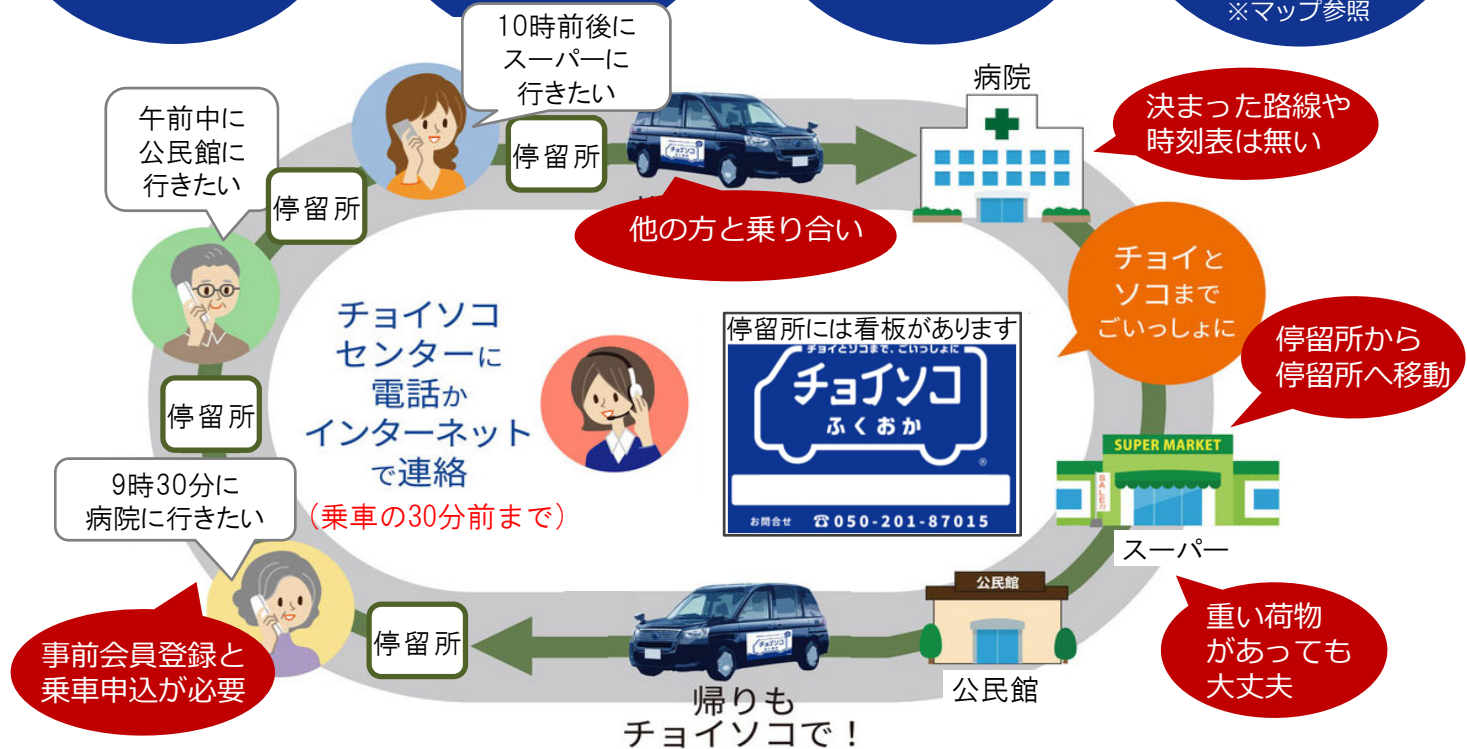 ※マップ参照
10時前後に
スーパーに
行きたい
午前中に
公民館に
行きたい
停留所
停留所
病院
決まった路線や
時刻表は無い
他の方と乗り合い
チョイと
ソコまで
ごいっしょに
チョイソコ
センターに
電話か
インターネット
で連絡
(乗車の30分前まで)
停留所には看板があります
チョイとソコまで、ごいっしょに
チョイソコ
ふくおか
®
お問合せ ☎050-201-87015
停留所から
停留所へ移動
停留所
SUPER MARKET
SALE
スーパー
9時30分に
病院に行きたい
公民館
公民館
重い荷物
があっても
大丈夫
事前会員登録と
乗車申込が必要
停留所
チョイソコ
チョイソコ
帰りも
チョイソコで！